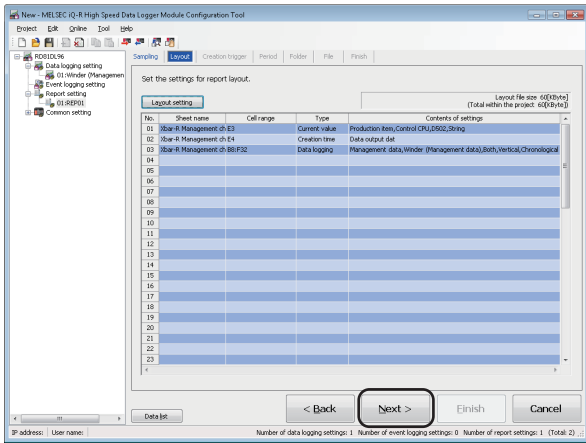 New - MELSEC iQ-R High Speed Data Logger Module Configuration Tool
Project Edit Online Tool Help
RD81DL96
Data logging setting
01:Winder (Managemen
Event logging setting
Report setting
01:REP01
Common setting
Sampling Layout Creation trigger Period Folder File Finish
Set the settings for report layout.
Layout setting
Layout file size 60[KByte]
(Total within the project 60[KByte])
No. Sheet name Cell range Type Contents of settings
01 Xbar-R Management ch E3 Current value Production item,Control CPU,D502,String
02 Xbar-R Management ch E4 Creation time Data output dat
03 Xbar-R Management ch B8:F32 Data logging Management data,Winder (Management data),Both,Vertical,Chronological
04
05
06
07
08
09
10
11
12
13
14
15
16
17
18
19
20
21
22
23
Data list
< Back Next > Finish Cancel
IP address: User name: Number of data logging settings: 1 Number of event logging settings: 0 Number of report settings: 1 (Total: 2)